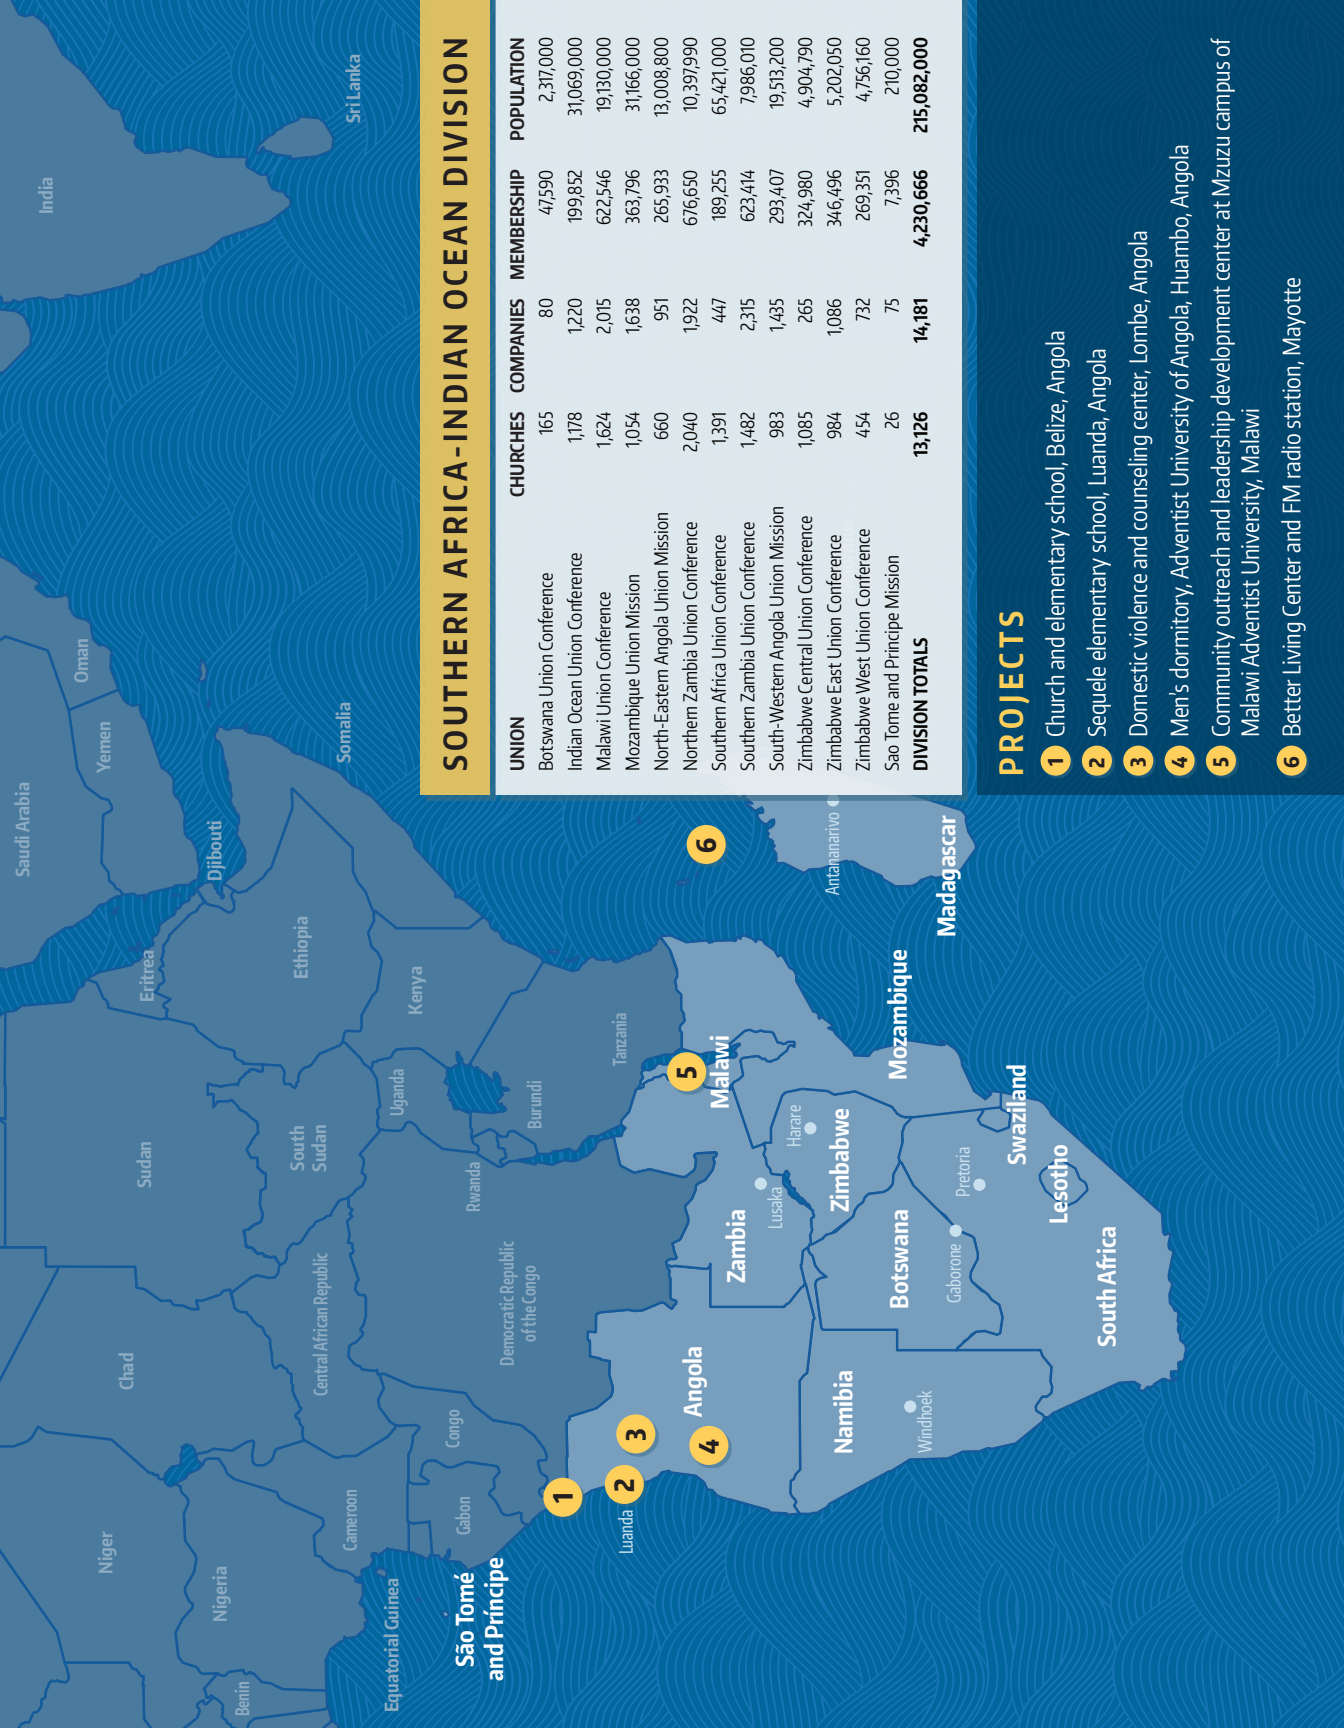 SOUTHERN AFRICA-INDIAN OCEAN DIVISION
UNION CHURCHES COMPANIES MEMBERSHIP POPULATION
Botswana Union Conference 165 80 47,590 2,317,000
Indian Ocean Union Conference 1,178 1,220 199,852 31,069,000
Malawi Union Conference 1,624 2,015 622,546 19,130,000
Mozambique Union Mission 1,054 1,638 363,796 31,166,000
North-Eastern Angola Union Mission 660 951 265,933 13,008,800
Northern Zambia Union Conference 2,040 1,922 676,650 10,397,990
Southern Africa Union Conference 1,391 447 189,255 65,421,000
Southern Zambia Union Conference 1,482 2,315 623,414 7,986,010
South-Western Angola Union Mission 983 1,435 293,407 19,513,200
Zimbabwe Central Union Conference 1,085 265 324,980 4,904,790
Zimbabwe East Union Conference 984 1,086 346,496 5,202,050
Zimbabwe West Union Conference 454 732 269,351 4,756,160
Sao Tome and Principe Mission 26 75 7,396 210,000
DIVISION TOTALS 13,126 14,181 4,230,666 215,082,000
PROJECTS
1 Church and elementary school, Belize, Angola
2 Sequele elementary school, Luanda, Angola
3 Domestic violence and counseling center, Lombe, Angola
4 Men's dormitory, Adventist University of Angola, Huambo, Angola
5 Community outreach and leadership development center at Mzuzu campus of
Malawi Adventist University, Malawi
6 Better Living Center and FM radio station, Mayotte
India
Sri Lanka
Saudi Arabia
Oman
Yemen
Djibouti
Somalia
Eritrea
Ethiopia
Sudan
South
Sudan
Kenya
Uganda
Rwanda
Burundi
Tanzania
Chad
Central African Republic
Democratic Republic
of the Congo
Congo
Niger
Nigeria
Cameroon
Gabon
Benin
Equatorial Guinea
São Tomé
and Príncipe
1
2
Luanda
3
4
Angola
5
Malawi
6
Zambia
Lusaka
Harare
Zimbabwe
Mozambique
Antananarivo
Madagascar
Namibia
Windhoek
Botswana
Gaborone
Pretoria
Swaziland
Lesotho
South Africa